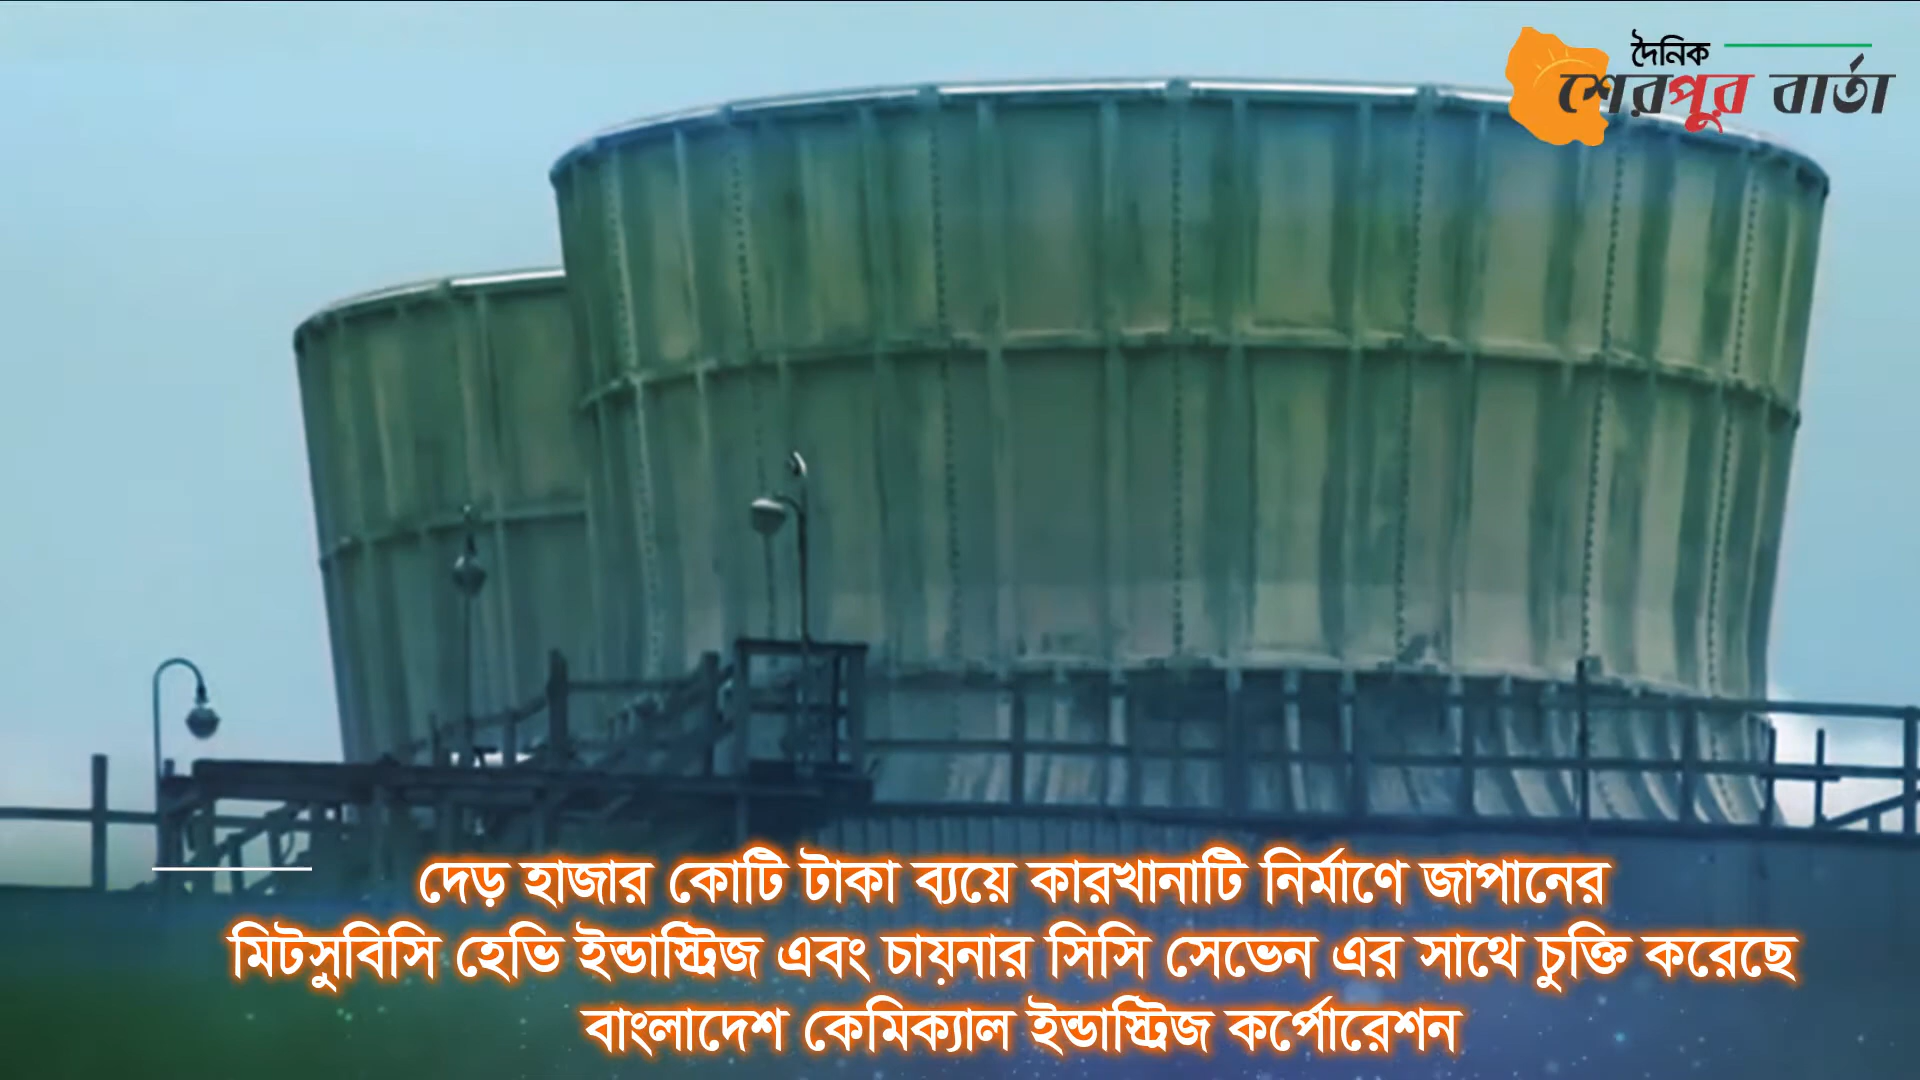 দৈনিক
শেরপুর বার্তা
দেড় হাজার কোটি টাকা ব্যয়ে কারখানাটি নির্মাণে জাপানের
মিটসুবিসি হেভি ইন্ডাস্ট্রিজ এবং চায়নার সিসি সেভেন এর সাথে চুক্তি করেছে
বাংলাদেশ কেমিক্যাল ইন্ডাস্ট্রিজ কর্পোরেশন